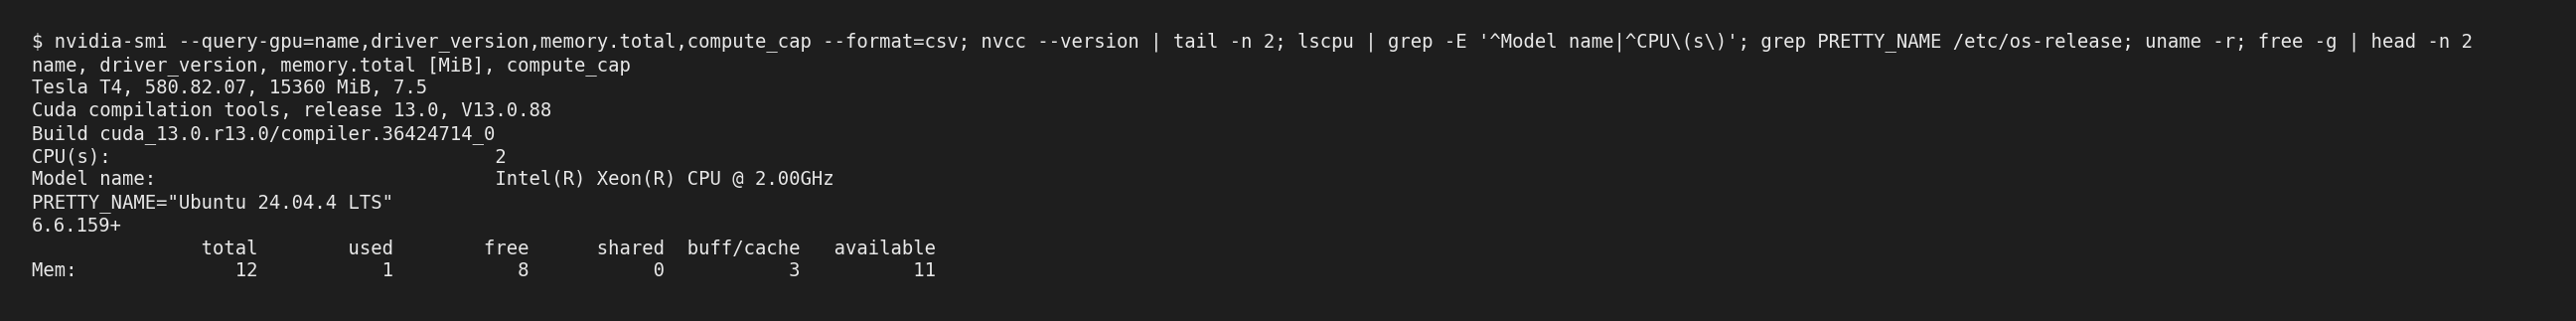 $ nvidia-smi --query-gpu=name,driver_version,memory.total,compute_cap --format=csv; nvcc --version | tail -n 2; lscpu | grep -E '^Model name|^CPU\(s\)'; grep PRETTY_NAME /etc/os-release; uname -r; free -g | head -n 2
name, driver_version, memory.total [MiB], compute_cap
Tesla T4, 580.82.07, 15360 MiB, 7.5
Cuda compilation tools, release 13.0, V13.0.88
Build cuda_13.0.r13.0/compiler.36424714_0
CPU(s):                                  2
Model name:                              Intel(R) Xeon(R) CPU @ 2.00GHz
PRETTY_NAME="Ubuntu 24.04.4 LTS"
6.6.159+
               total        used        free      shared  buff/cache   available
Mem:              12           1           8           0           3          11